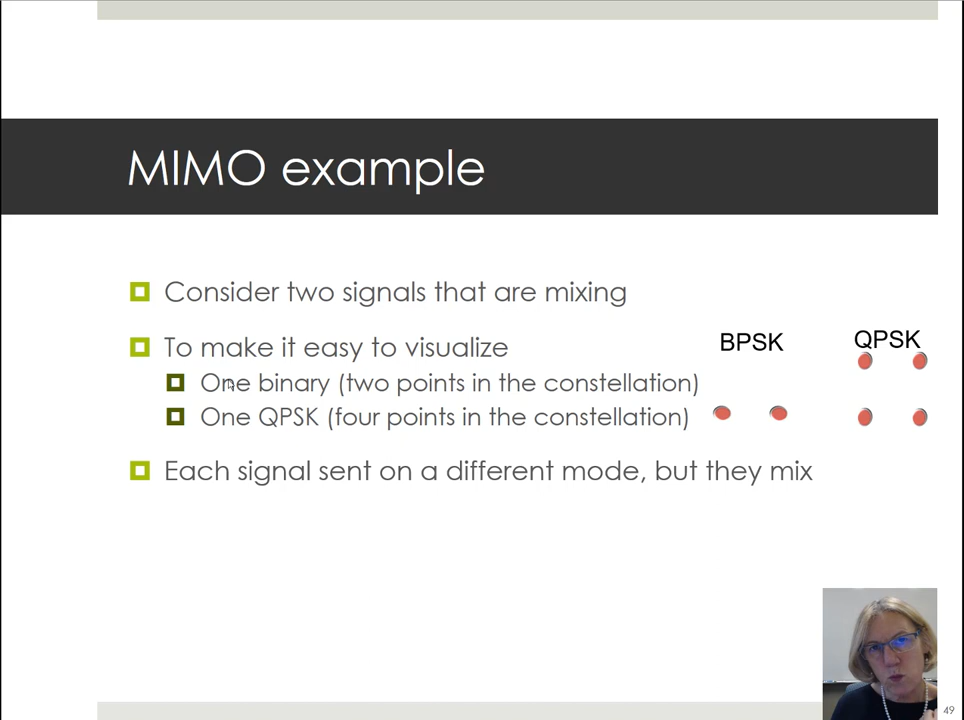 MIMO example
Consider two signals that are mixing
To make it easy to visualize
One binary (two points in the constellation)
One QPSK (four points in the constellation)
BPSK
QPSK
Each signal sent on a different mode, but they mix
49